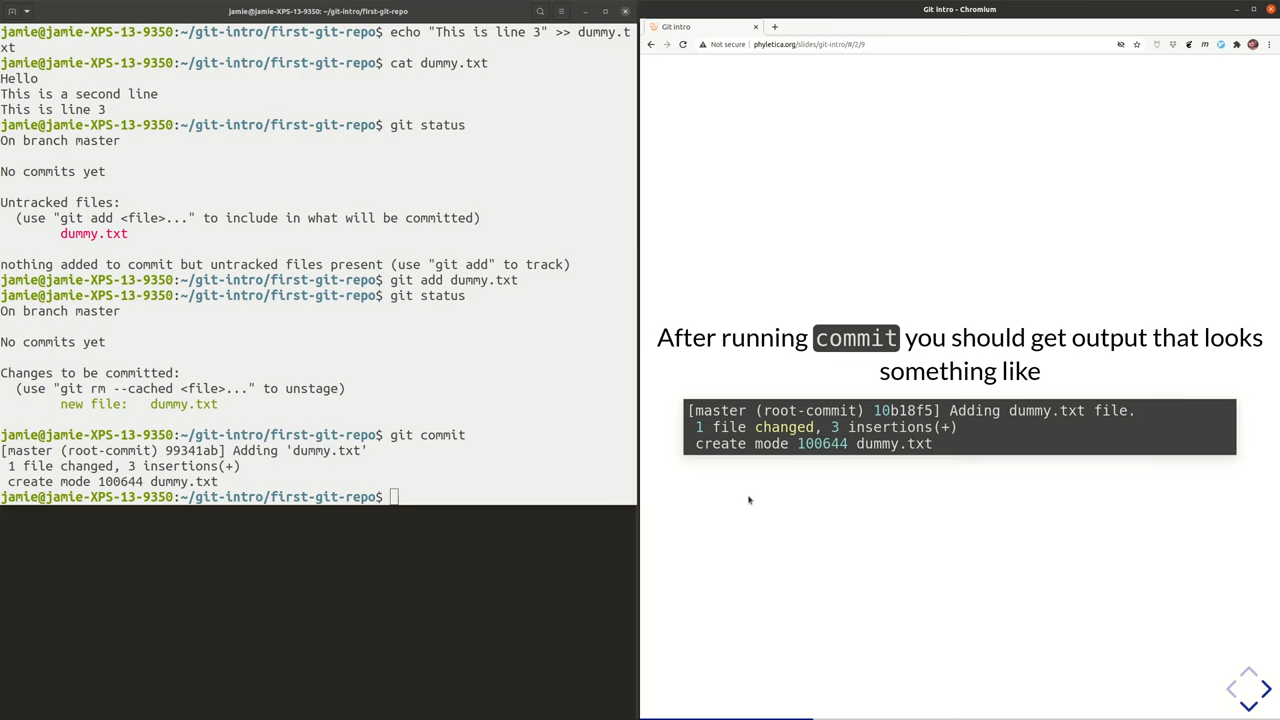 jamie@jamie-XPS-13-9350: ~/git-intro/first-git-repo
jamie@jamie-XPS-13-9350:~/git-intro/first-git-repo$ echo "This is line 3" >> dummy.t
xt
jamie@jamie-XPS-13-9350:~/git-intro/first-git-repo$ cat dummy.txt
Hello
This is a second line
This is line 3
jamie@jamie-XPS-13-9350:~/git-intro/first-git-repo$ git status
On branch master
No commits yet
Untracked files:
(use "git add <file>..." to include in what will be committed)
dummy.txt
nothing added to commit but untracked files present (use "git add" to track)
jamie@jamie-XPS-13-9350:~/git-intro/first-git-repo$ git add dummy.txt
jamie@jamie-XPS-13-9350:~/git-intro/first-git-repo$ git status
On branch master
No commits yet
Changes to be committed:
(use "git rm --cached <file>..." to unstage)
new file:   dummy.txt
jamie@jamie-XPS-13-9350:~/git-intro/first-git-repo$ git commit
[master (root-commit) 99341ab] Adding 'dummy.txt'
1 file changed, 3 insertions(+)
create mode 100644 dummy.txt
jamie@jamie-XPS-13-9350:~/git-intro/first-git-repo$
Git intro - Chromium
Git intro
Not secure | phyletica.org/slides/git-intro/#/2/9
After running commit you should get output that looks
something like
[master (root-commit) 10b18f5] Adding dummy.txt file.
1 file changed, 3 insertions(+)
create mode 100644 dummy.txt